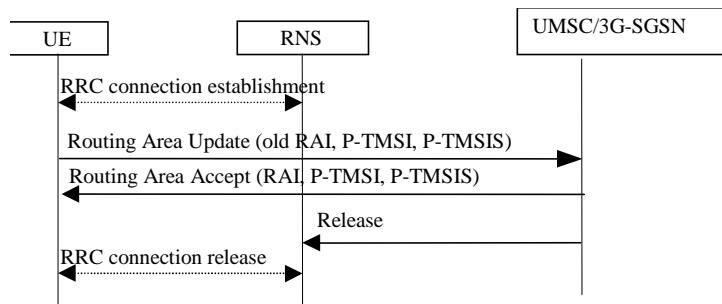 UE
RNS
UMSC/3G-SGSN
RRC connection establishment
Routing Area Update (old RAI, P-TMSI, P-TMSIS)
Routing Area Accept (RAI, P-TMSI, P-TMSIS)
Release
RRC connection release